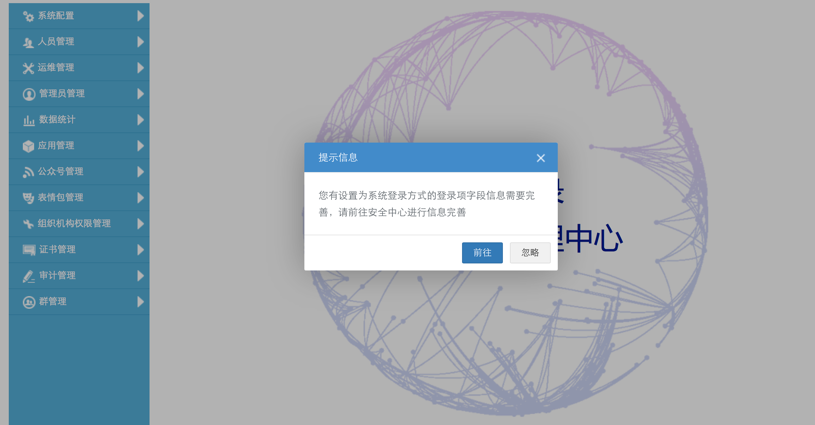 系统配置
人员管理
运维管理
管理员管理
数据统计
应用管理
公众号管理
表情包管理
组织机构权限管理
证书管理
审计管理
群管理
提示信息
您有设置为系统登录方式的登录项字段信息需要完
善，请前往安全中心进行信息完善
前往
忽略
理中心